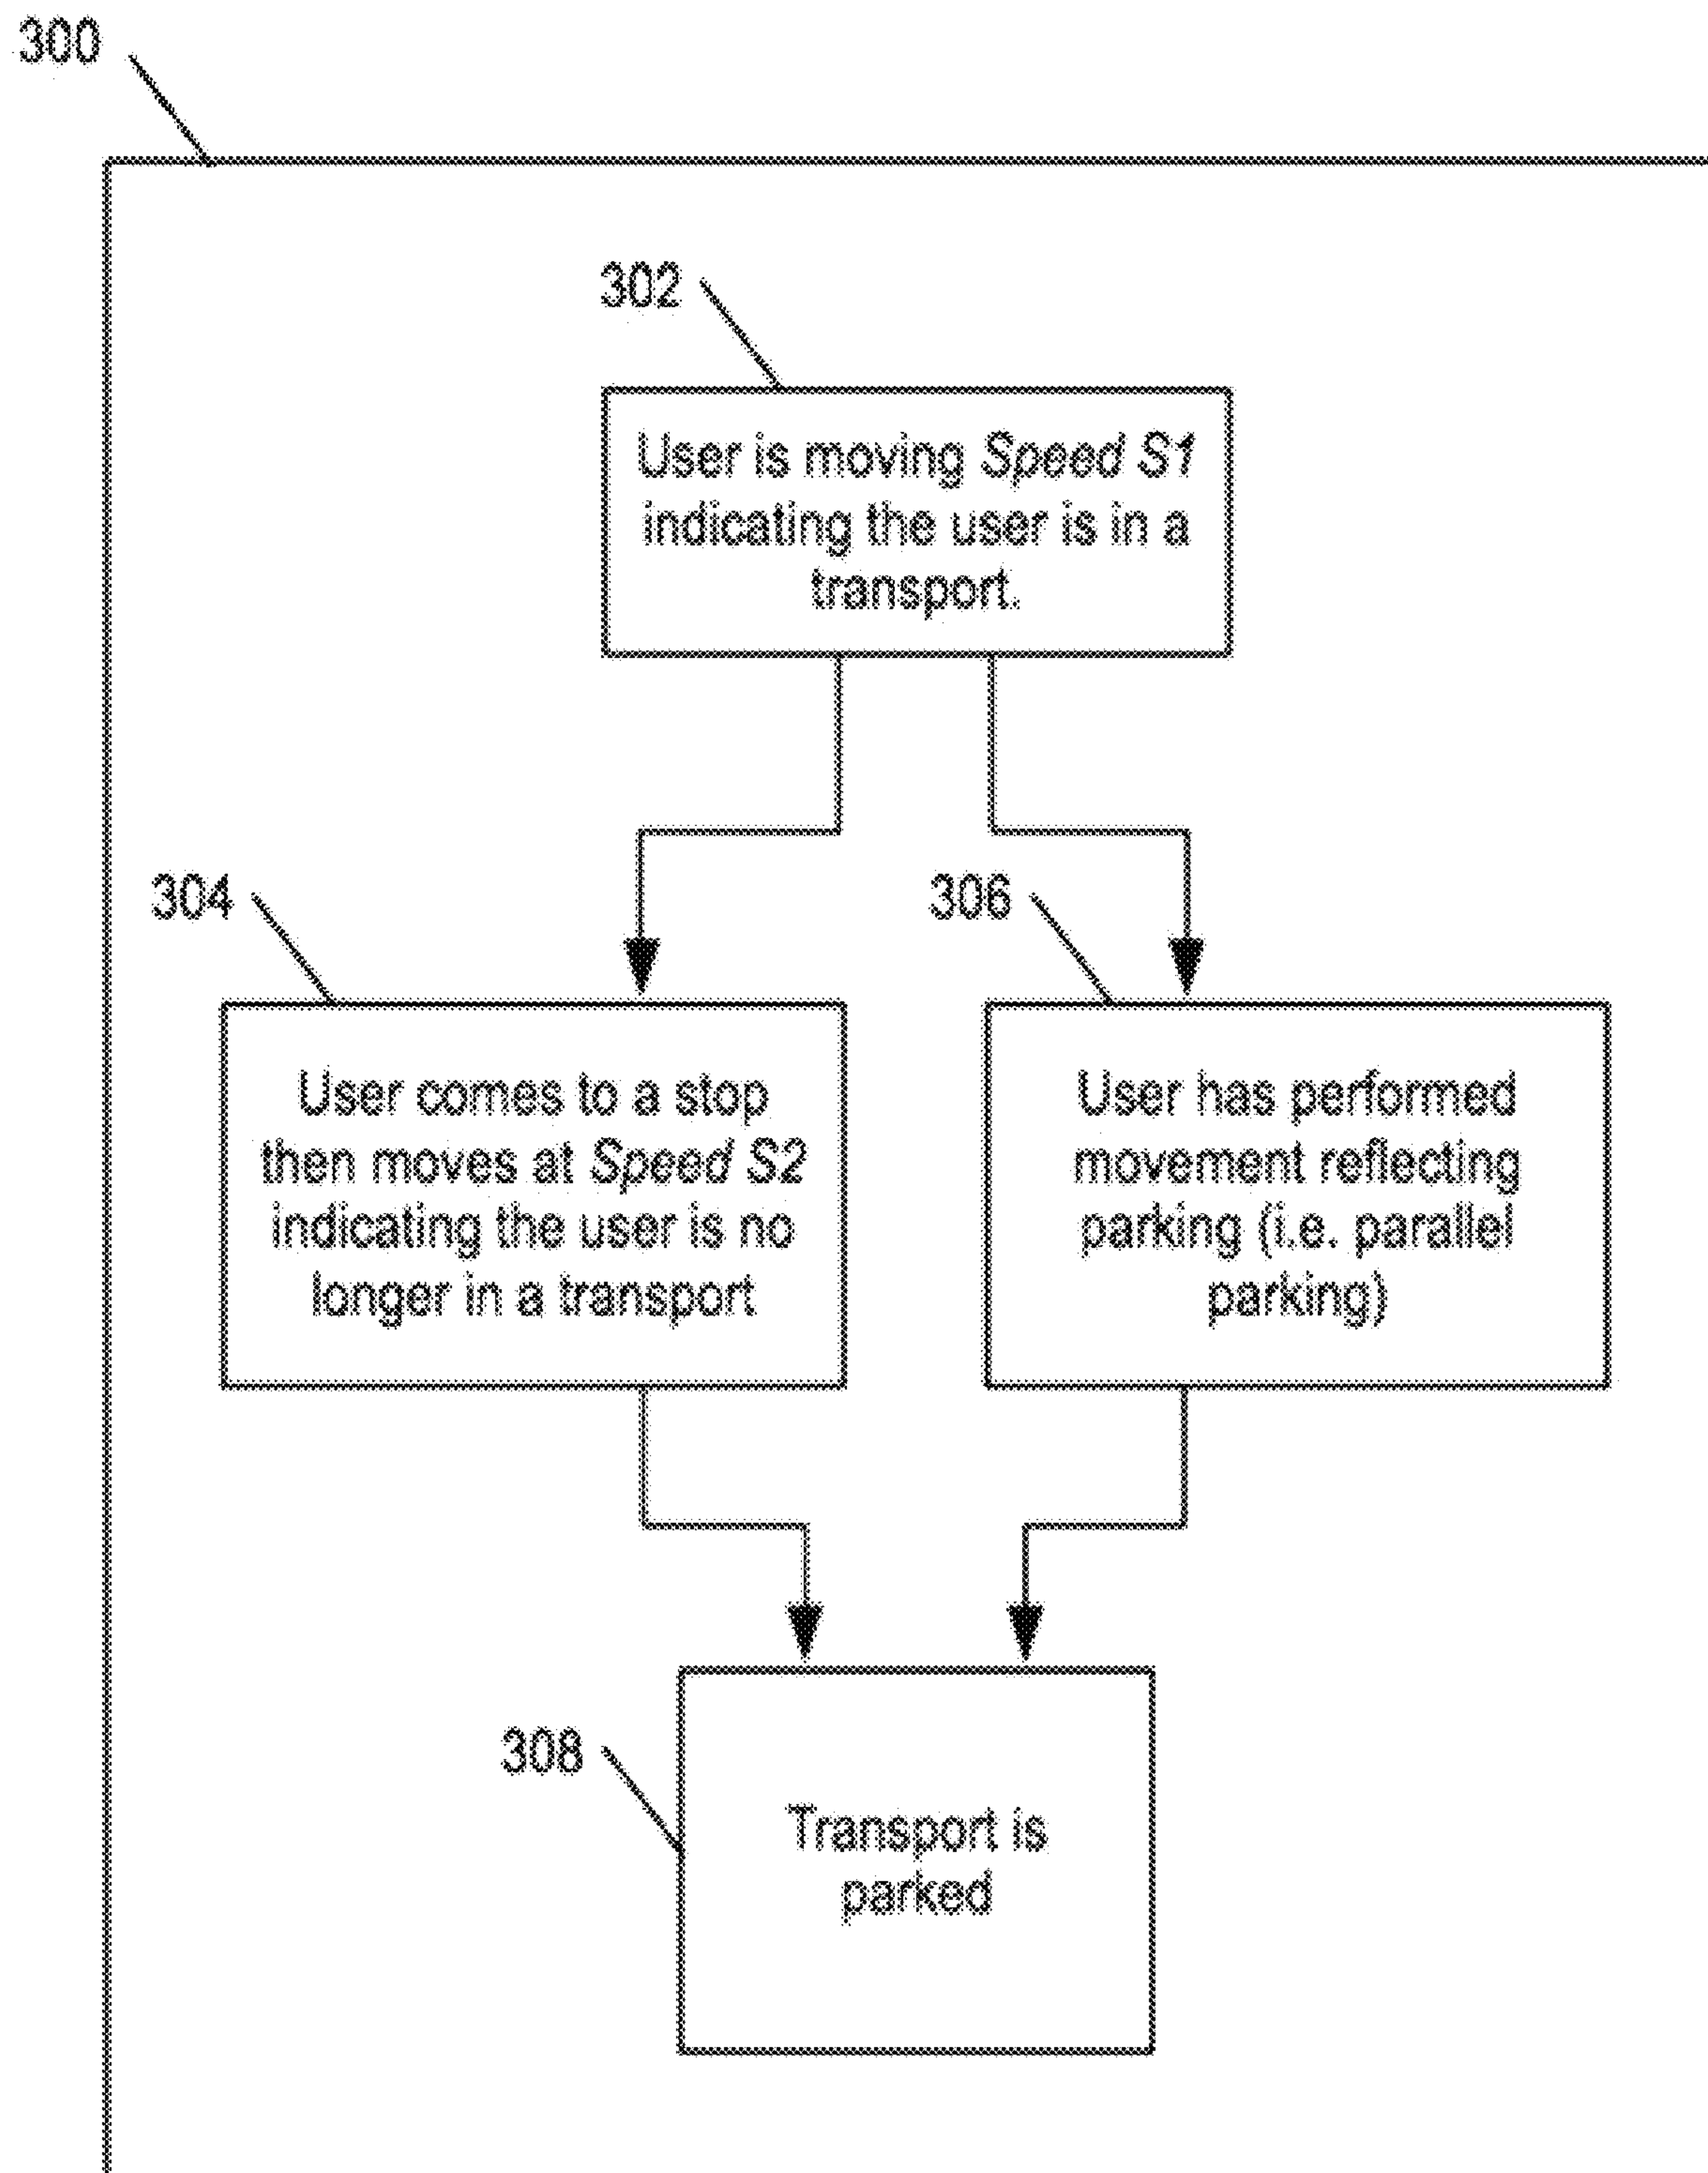 300
302
User is moving Speed S1
indicating the user is in a
transport.
304
User comes to a stop
then moves at Speed S2
indicating the user is no
longer in a transport
306
User has performed
movement reflecting
parking (i.e. parallel
parking)
308
Transport is
parked